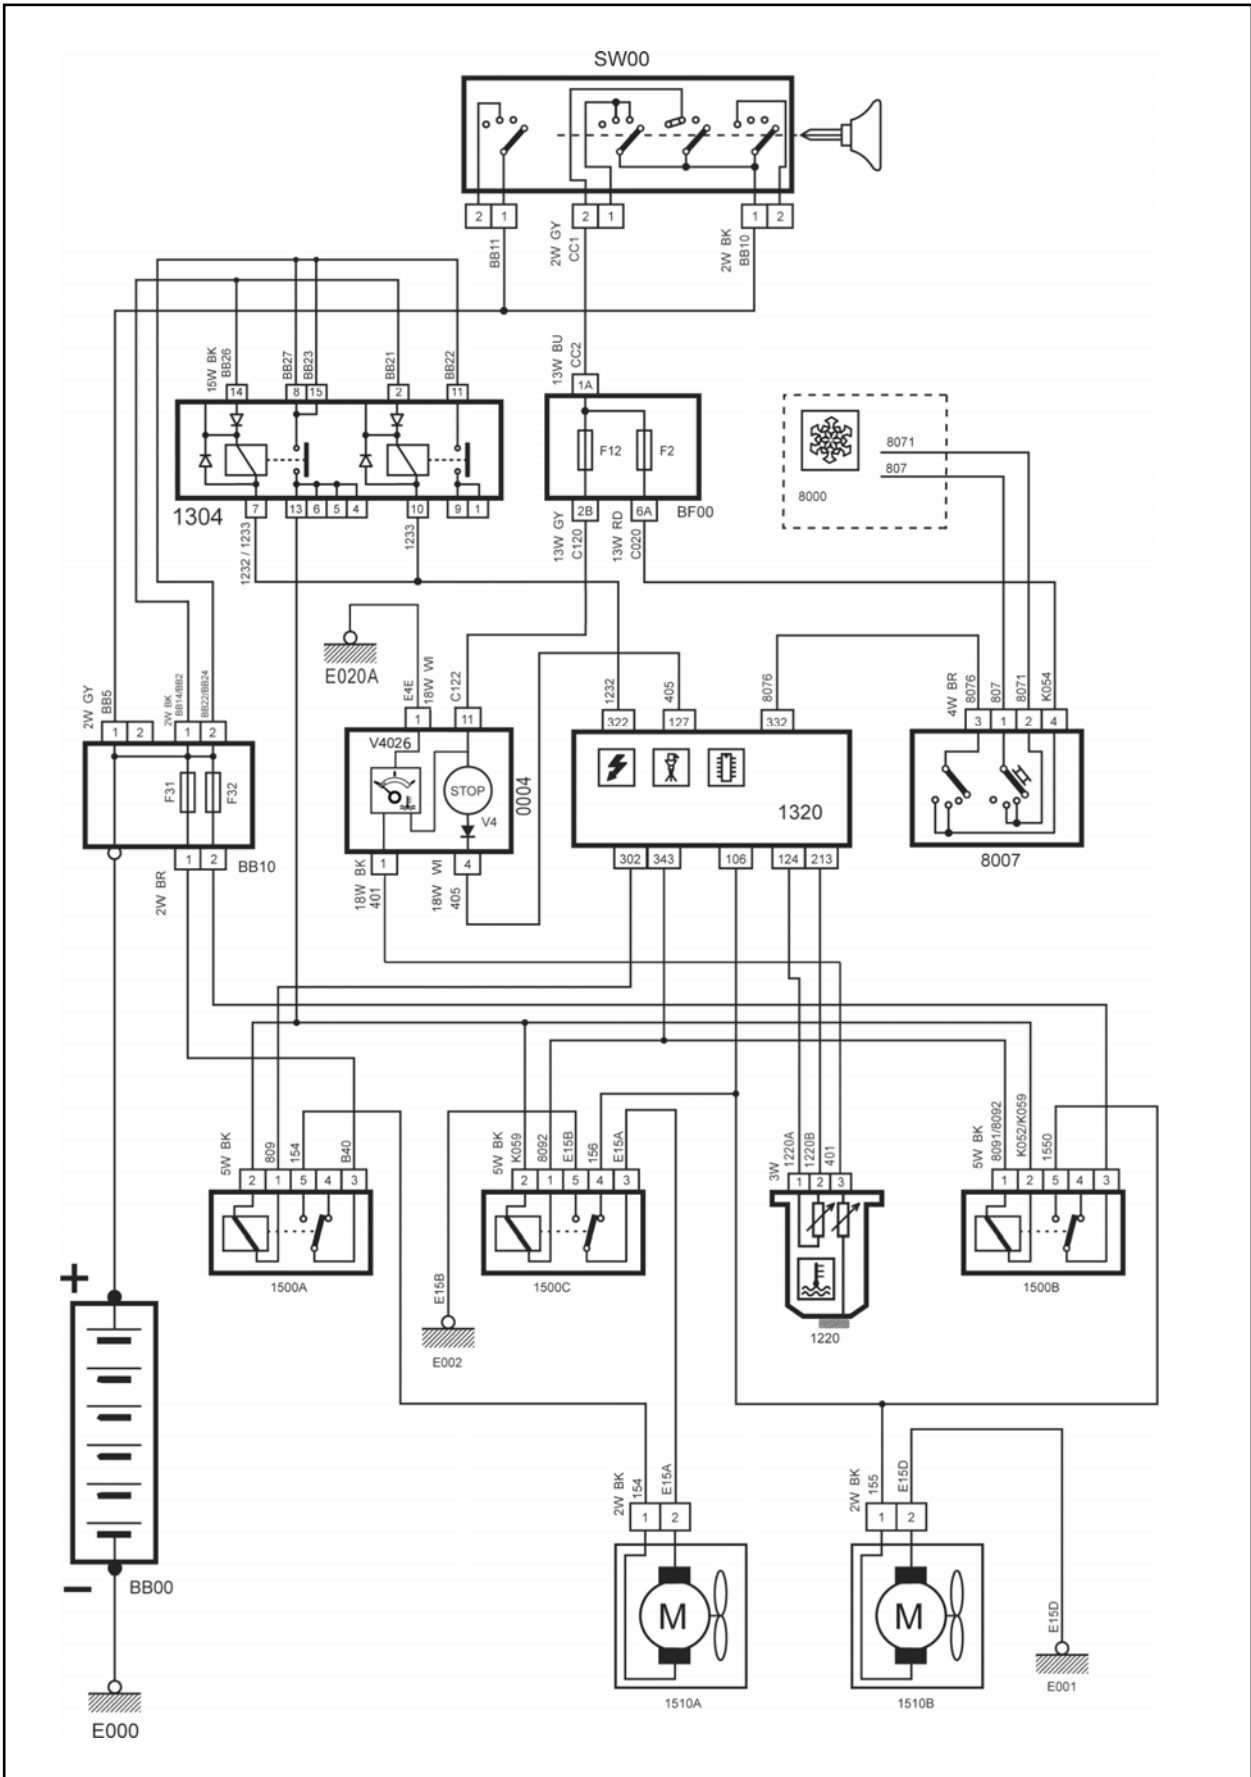 SW00
2 1 2 1 1 2
BB11
2W GY
CC1
2W BK
BB10
15W BK
BB26
BB27
BB23
BB21
BB22
13W BU
CC2
14 8 15 2 11
1A
F12 F2
8071
807
8000
1304
7 13 6 5 4 10 9 1
2B 6A
BF00
1232 / 1233
1233
13W GY
C120
13W RD
C020
E020A
E4E
18W WI
C122
1232
405
8076
4W BR
8076
807
8071
K054
2W GY
BB5
2W BK
BB14/BB2
BB22/BB24
1 2 1 2
1 11
322 127 332
3 1 2 4
F31 F32
V4026
STOP
V4
0004
1320
8007
1 2
BB10
1 4
302 343 106 124 213
2W BR
18W BK
401
18W WI
405
5W BK
809
154
B40
5W BK
K059
8092
E15B
156
E15A
3W
1220A
1220B
401
5W BK
8091/8092
K052/K059
1550
2 1 5 4 3
2 1 5 4 3
1 2 3
1 2 5 4 3
1500A
1500C
1220
1500B
E15B
E002
+
−
BB00
E000
2W BK
154
E15A
2W BK
155
E15D
1 2
1 2
M
M
E15D
E001
1510A
1510B